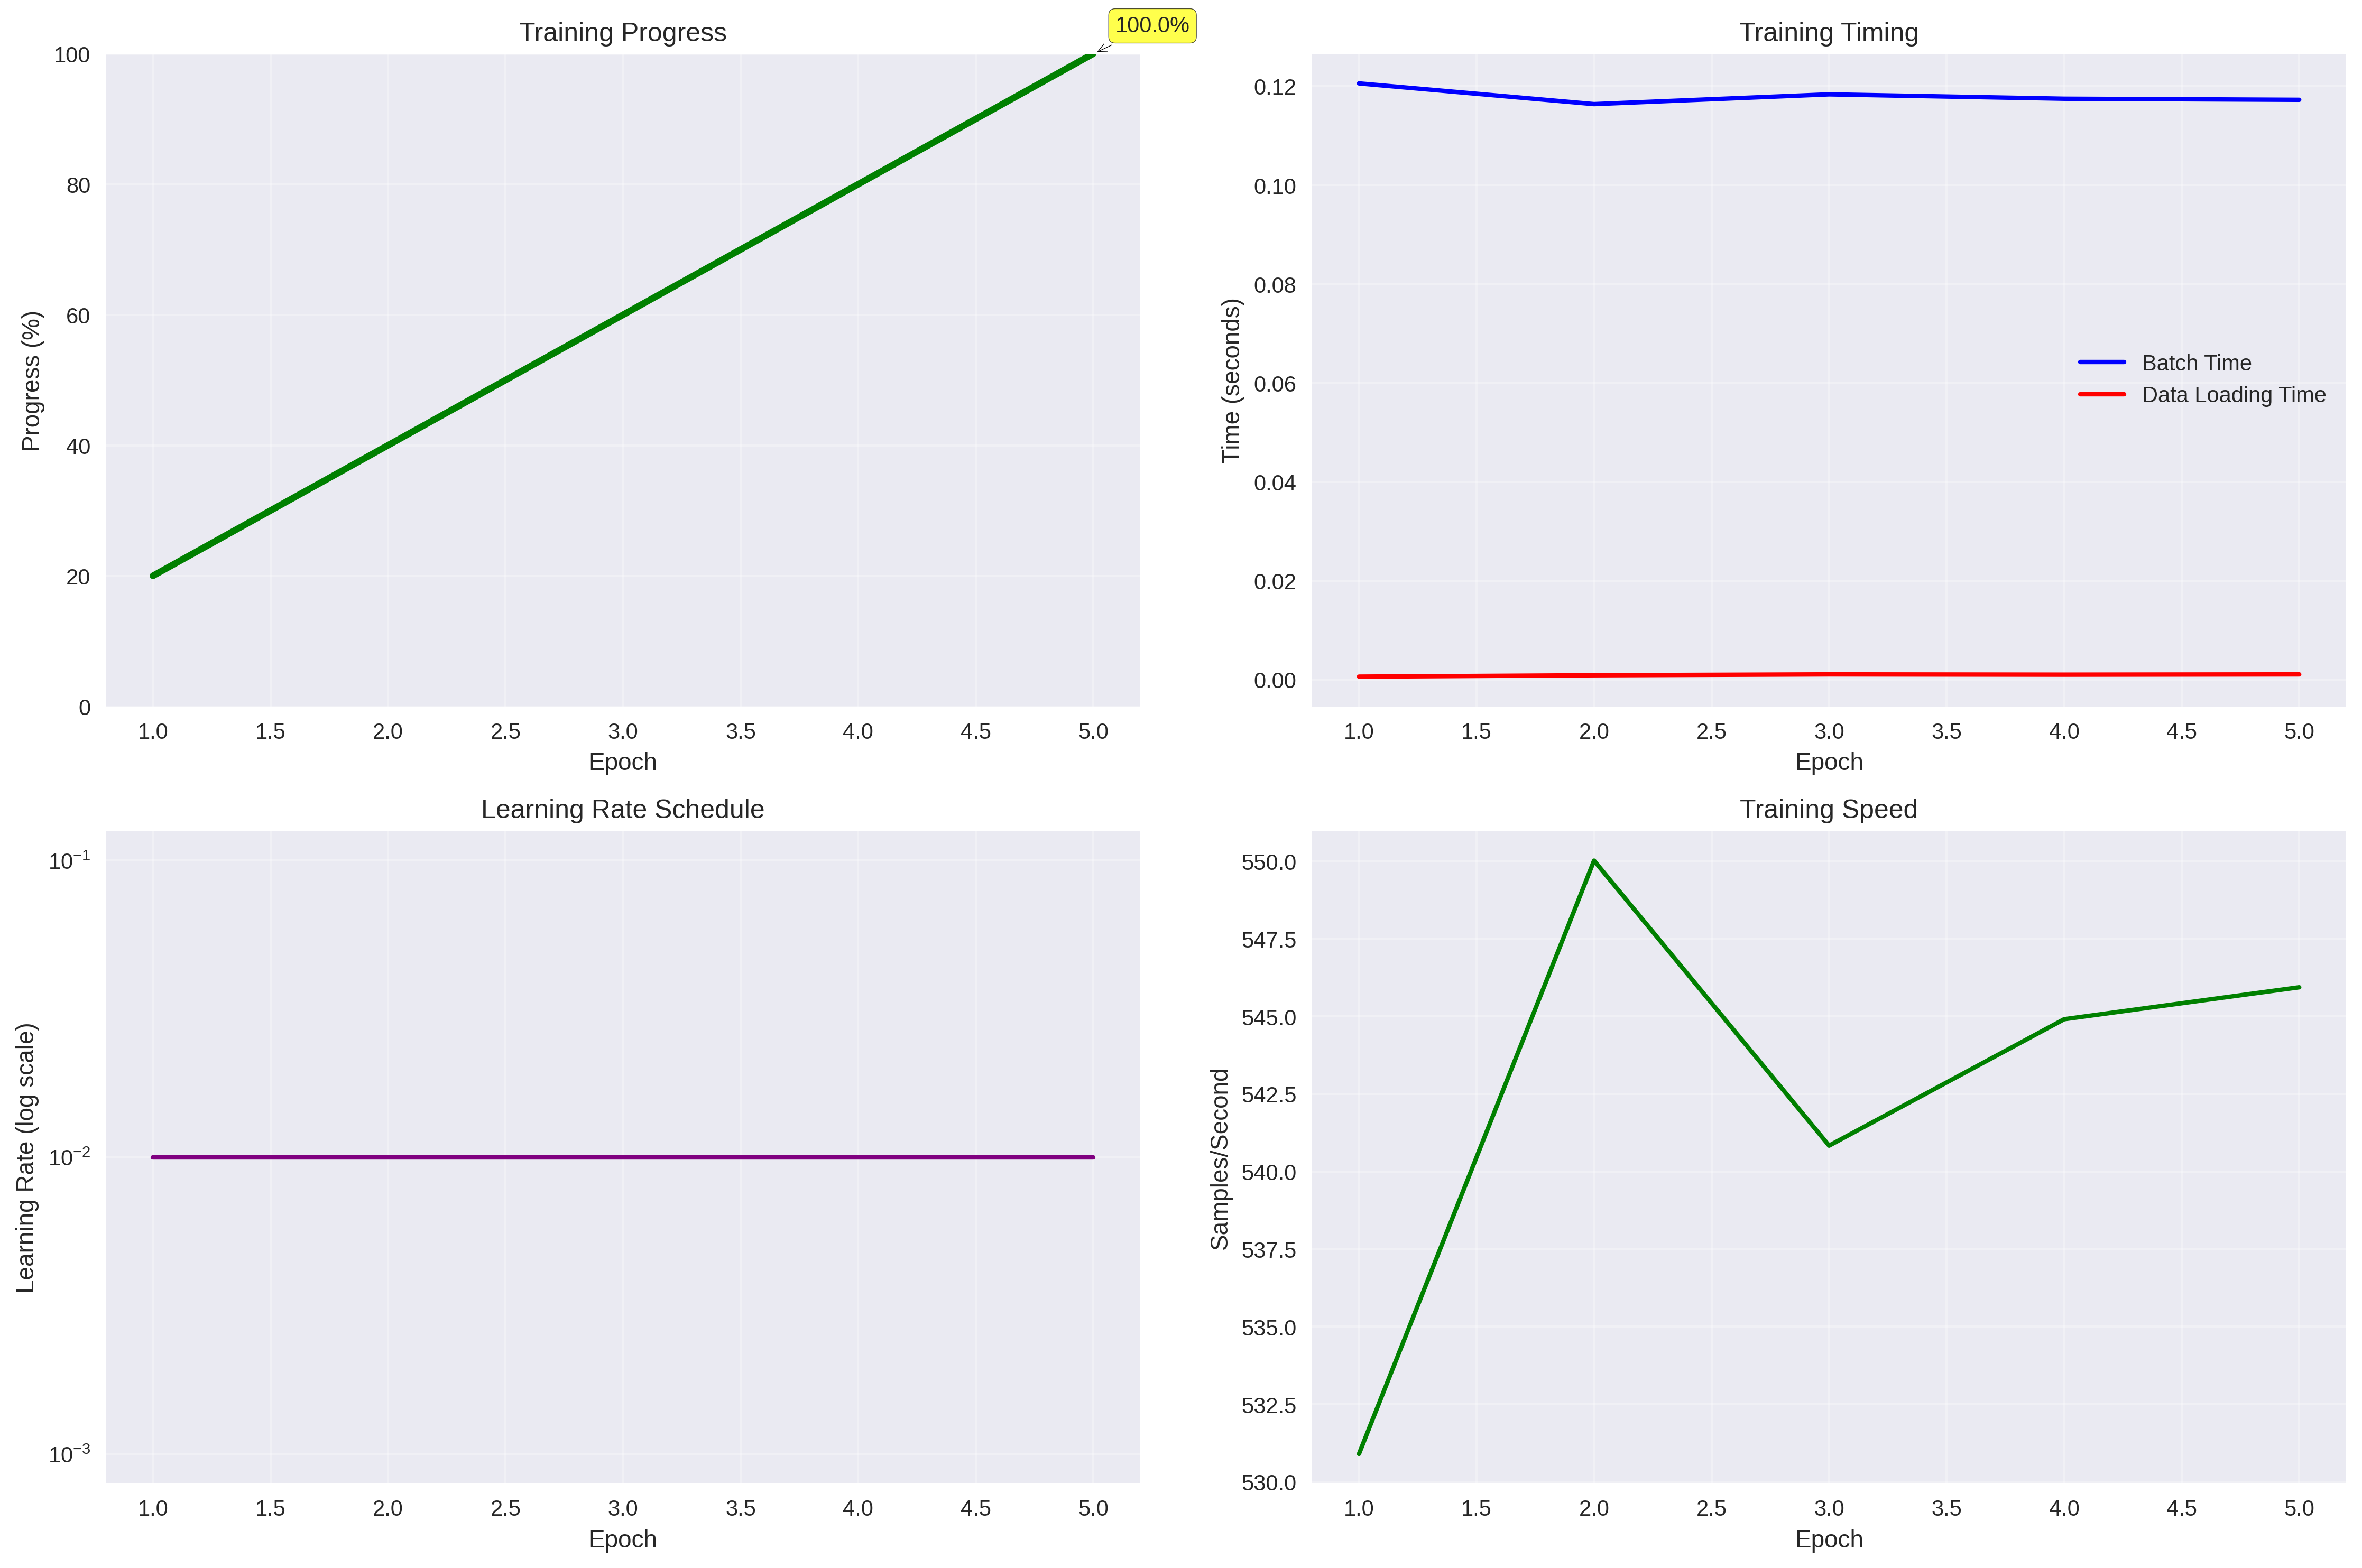 Training Progress
100.0%
Progress (%)
100
80
60
40
20
0
1.0 1.5 2.0 2.5 3.0 3.5 4.0 4.5 5.0
Epoch
Training Timing
Time (seconds)
0.12
0.10
0.08
0.06
0.04
0.02
0.00
Batch Time
Data Loading Time
1.0 1.5 2.0 2.5 3.0 3.5 4.0 4.5 5.0
Epoch
Learning Rate Schedule
Learning Rate (log scale)
10⁻¹
10⁻²
10⁻³
1.0 1.5 2.0 2.5 3.0 3.5 4.0 4.5 5.0
Epoch
Training Speed
Samples/Second
550.0
547.5
545.0
542.5
540.0
537.5
535.0
532.5
530.0
1.0 1.5 2.0 2.5 3.0 3.5 4.0 4.5 5.0
Epoch